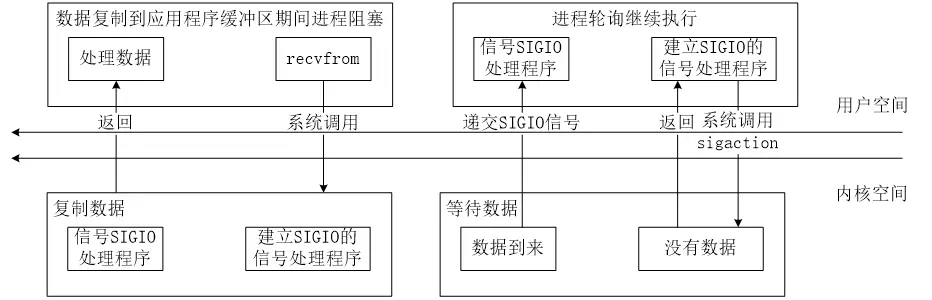 数据复制到应用程序缓冲区期间进程阻塞
处理数据
recvfrom
返回
系统调用
进程轮询继续执行
信号SIGIO
处理程序
建立SIGIO的
信号处理程序
递交SIGIO信号
返回
系统调用
sigaction
用户空间
内核空间
复制数据
信号SIGIO
处理程序
建立SIGIO的
信号处理程序
等待数据
数据到来
没有数据